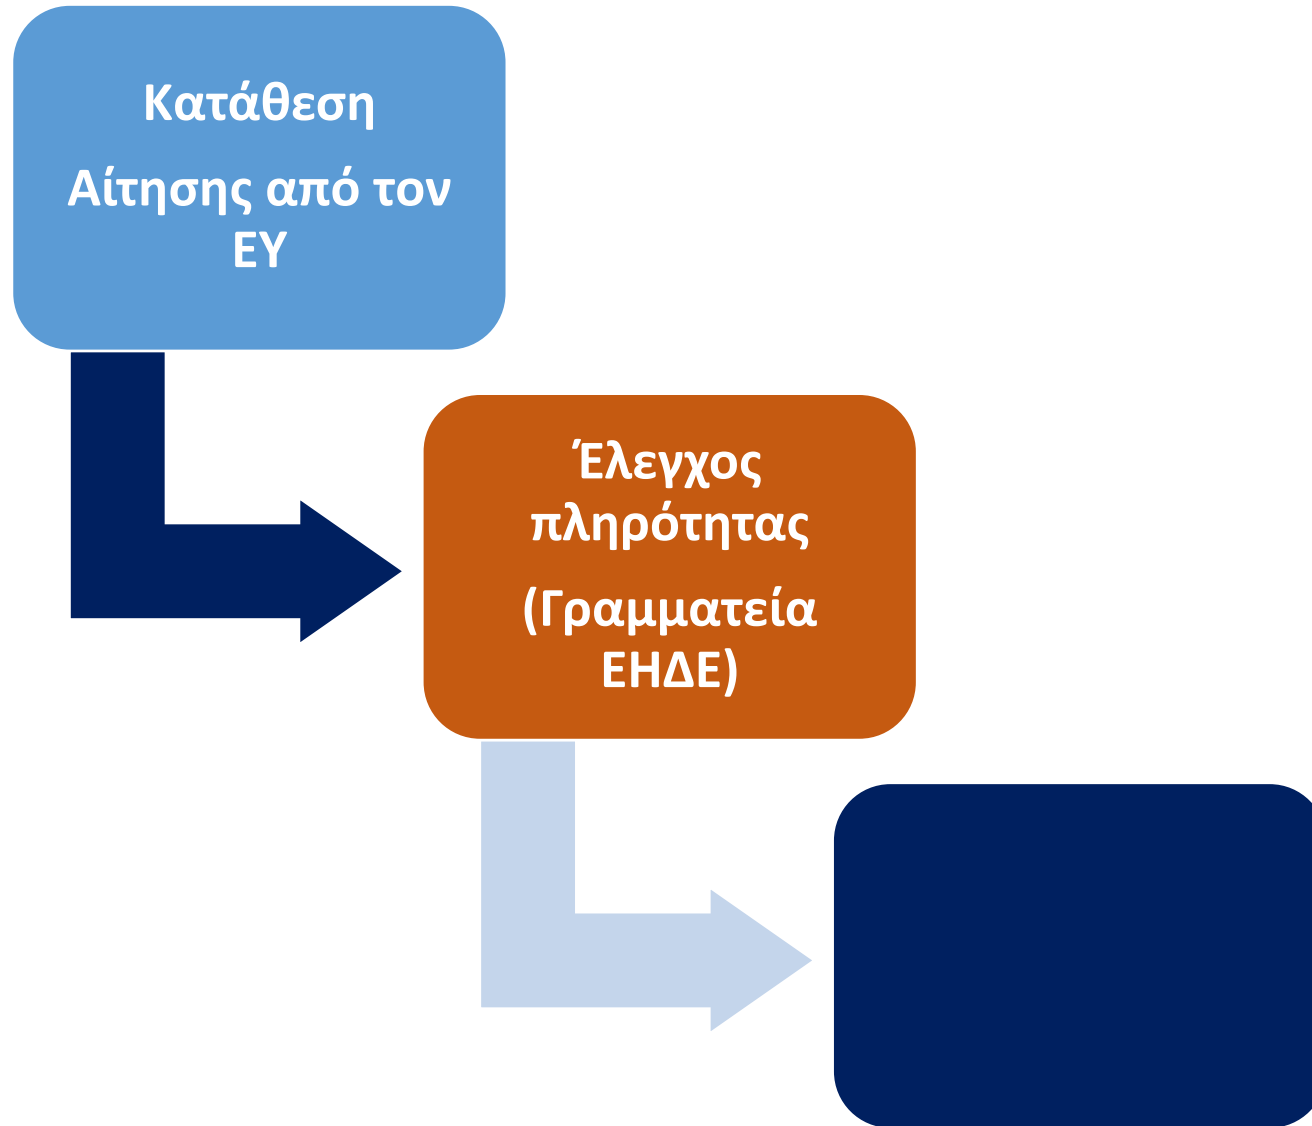 Κατάθεση
Αίτησης από τον
ΕΥ
Έλεγχος
πληρότητας
(Γραμματεία
ΕΗΔΕ)